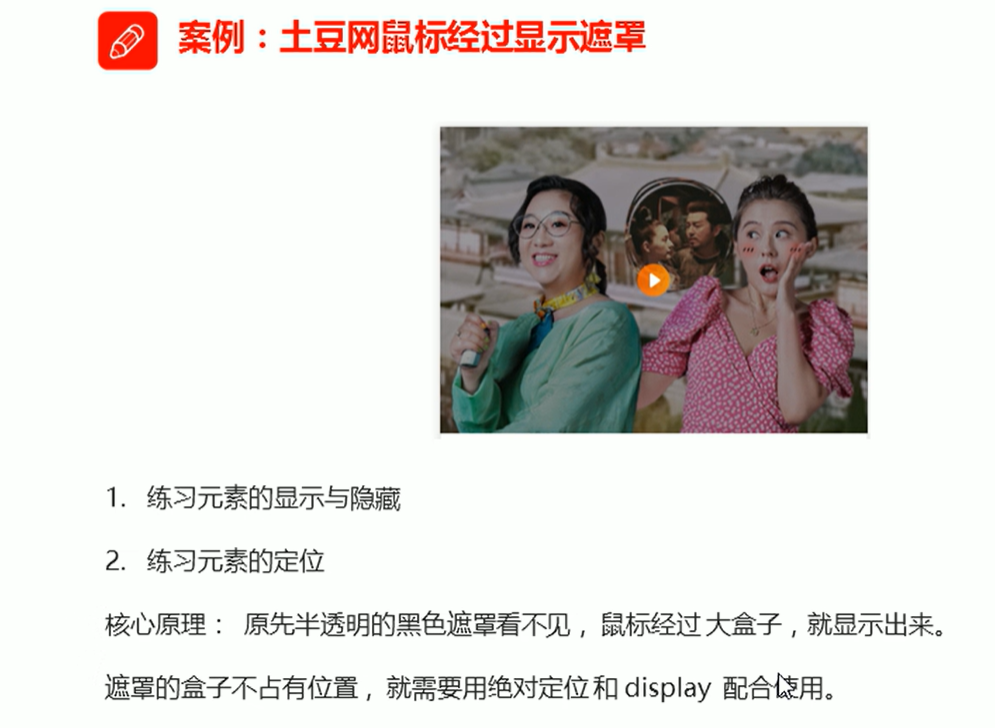 案例：土豆网鼠标经过显示遮罩
1. 练习元素的显示与隐藏
2. 练习元素的定位
核心原理： 原先半透明的黑色遮罩看不见，鼠标经过大盒子，就显示出来。
遮罩的盒子不占有位置，就需要用绝对定位和 display 配合使用。